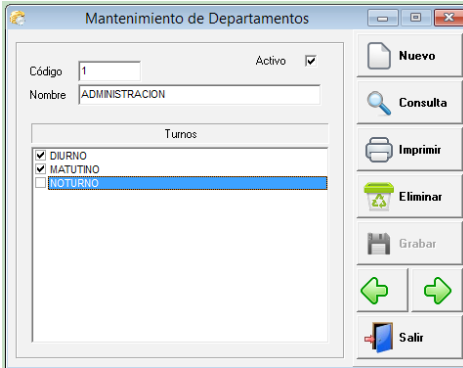 Mantenimiento de Departamentos
Código 1
Activo
Nombre ADMINISTRACION
Turnos
DIURNO
MATUTINO
NOTURNO
Nuevo
Consulta
Imprimir
Eliminar
Grabar
Salir